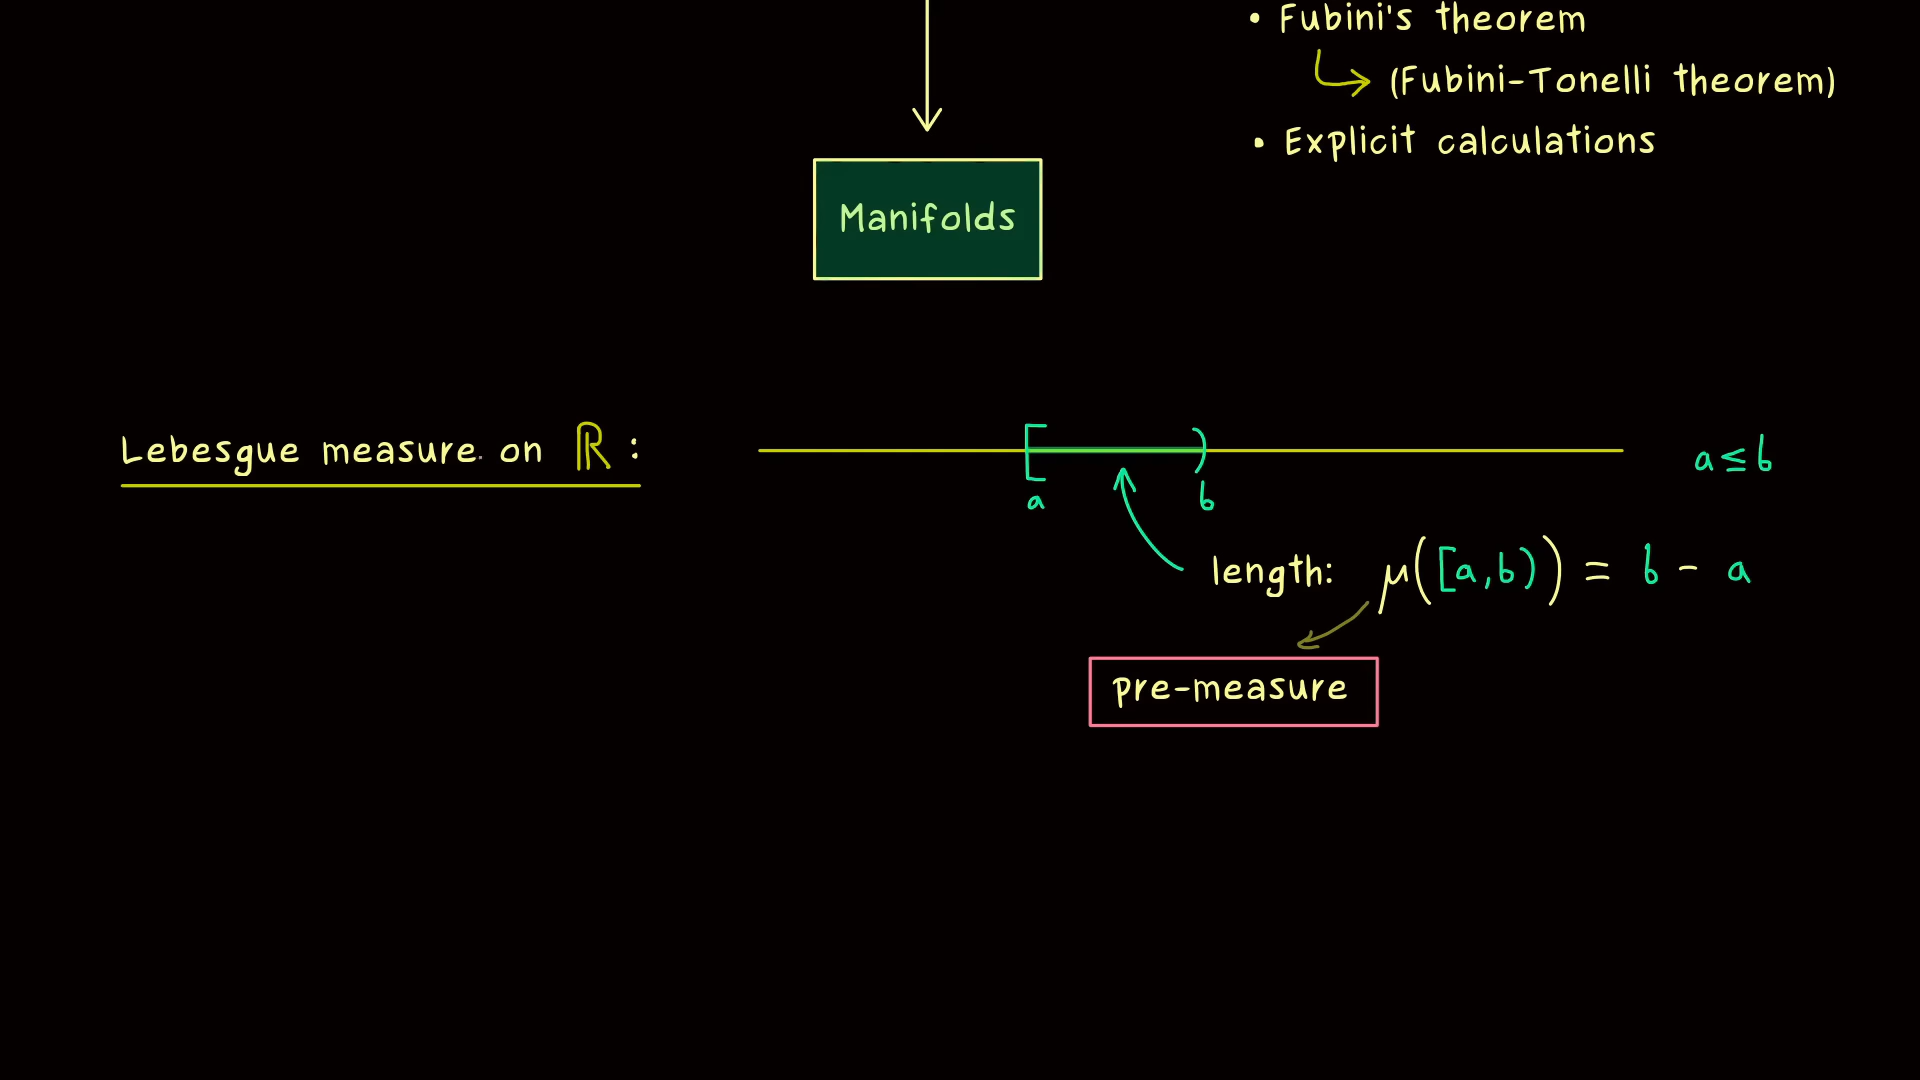 • Fubini's theorem
(Fubini-Tonelli theorem)
• Explicit calculations
Manifolds
Lebesgue measure on ℝ :
[ )
a b
a ≤ b
length: μ([a,b)) = b - a
pre-measure